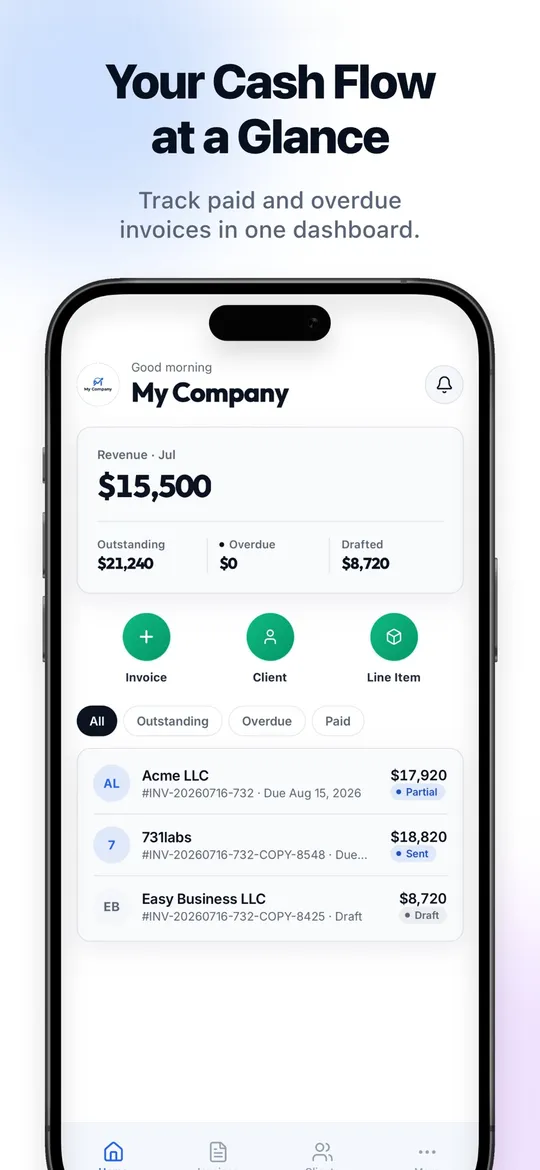 Your Cash Flow
at a Glance
Track paid and overdue
invoices in one dashboard.
Good morning
My Company
My Company
Revenue · Jul
$15,500
Outstanding
$21,240
Overdue
$0
Drafted
$8,720
Invoice
Client
Line Item
All
Outstanding
Overdue
Paid
AL
Acme LLC
#INV-20260716-732 · Due Aug 15, 2026
$17,920
Partial
7
731labs
#INV-20260716-732-COPY-8548 · Due...
$18,820
Sent
EB
Easy Business LLC
#INV-20260716-732-COPY-8425 · Draft
$8,720
Draft